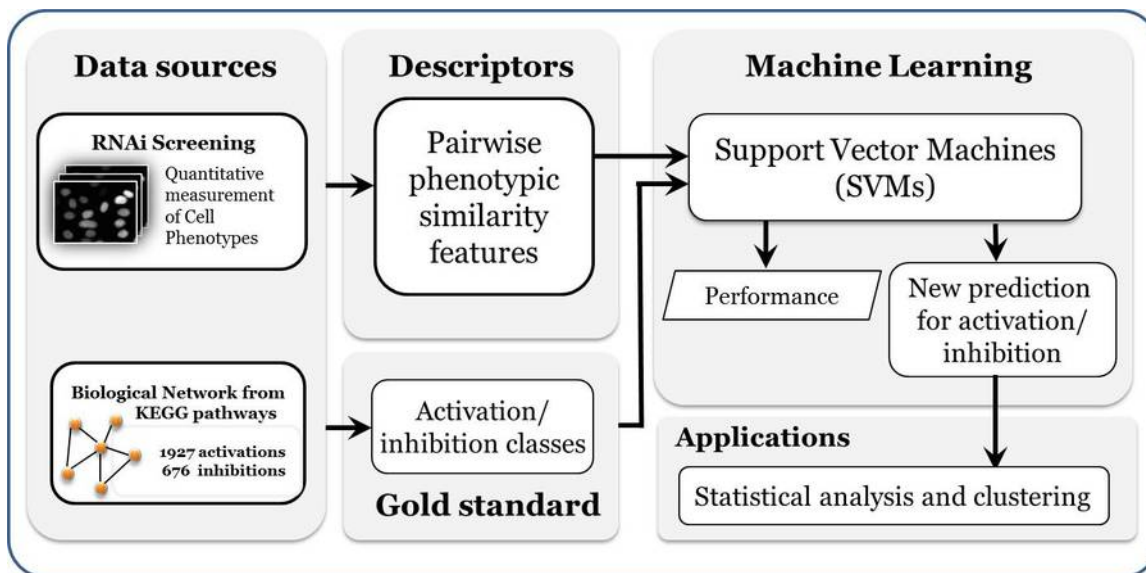 Data sources
RNAi Screening
Quantitative
measurement
of Cell
Phenotypes
Biological Network from
KEGG pathways
1927 activations
676 inhibitions
Descriptors
Pairwise
phenotypic
similarity
features
Activation/
inhibition classes
Gold standard
Machine Learning
Support Vector Machines
(SVMs)
Performance
New prediction
for activation/
inhibition
Applications
Statistical analysis and clustering